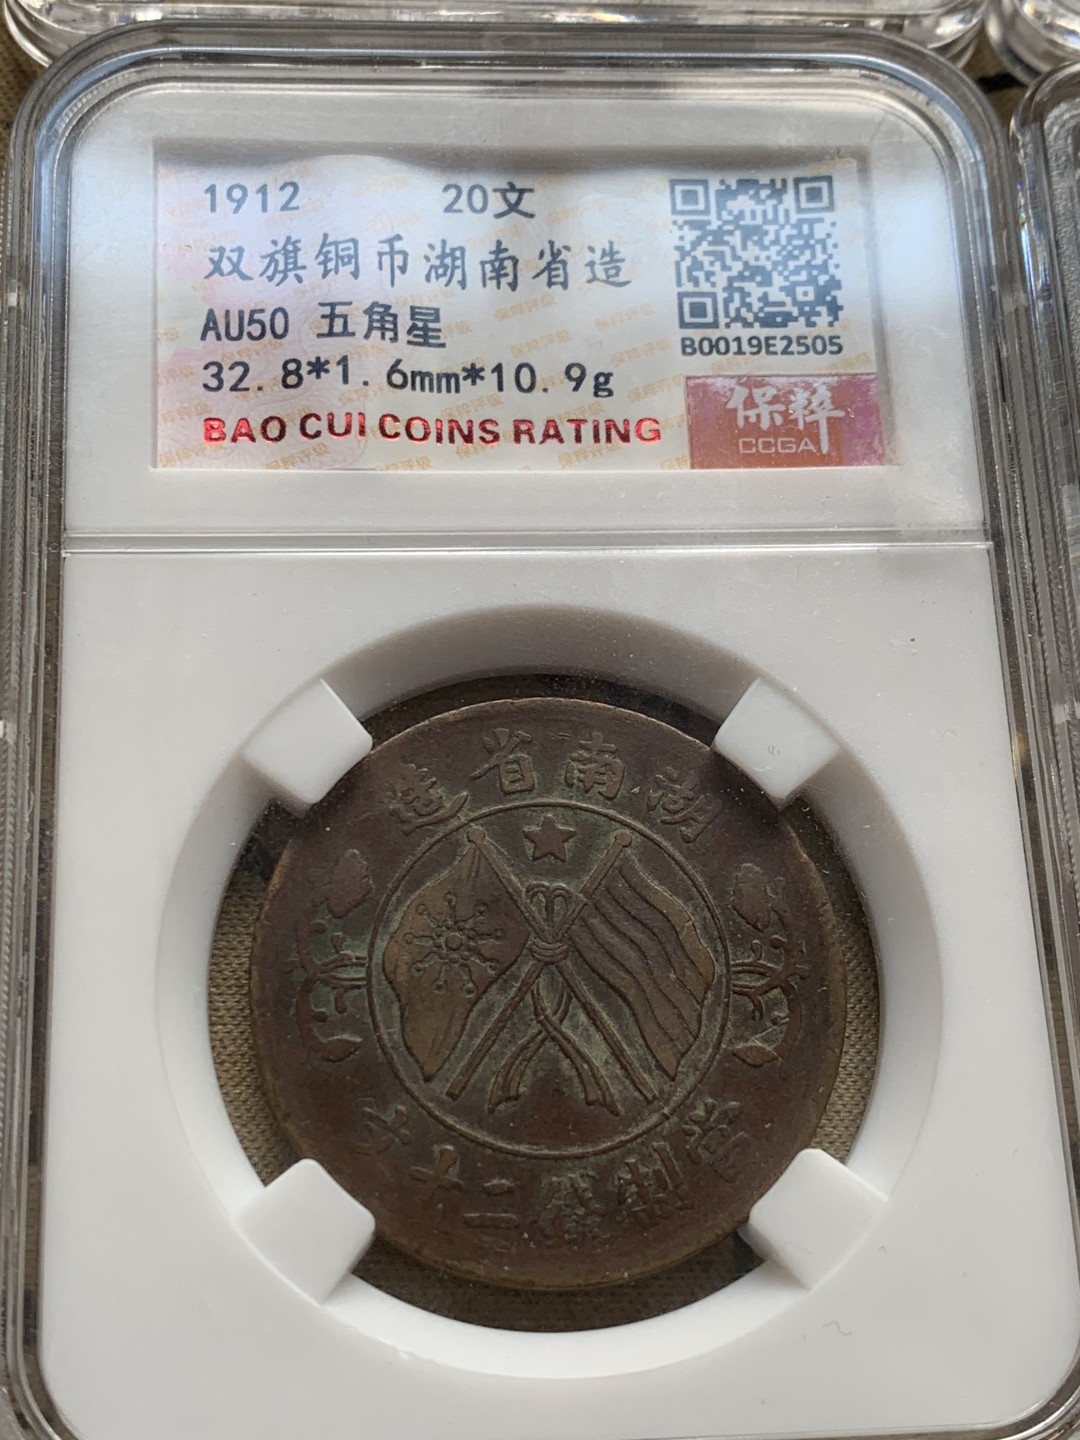 1912 20文
双旗铜币湖南省造
AU50 五角星
32.8*1.6mm*10.9g
BAO CUI COINS RATING
B0019E2505
保粹
CCGA
湖南省造
當制錢二十文